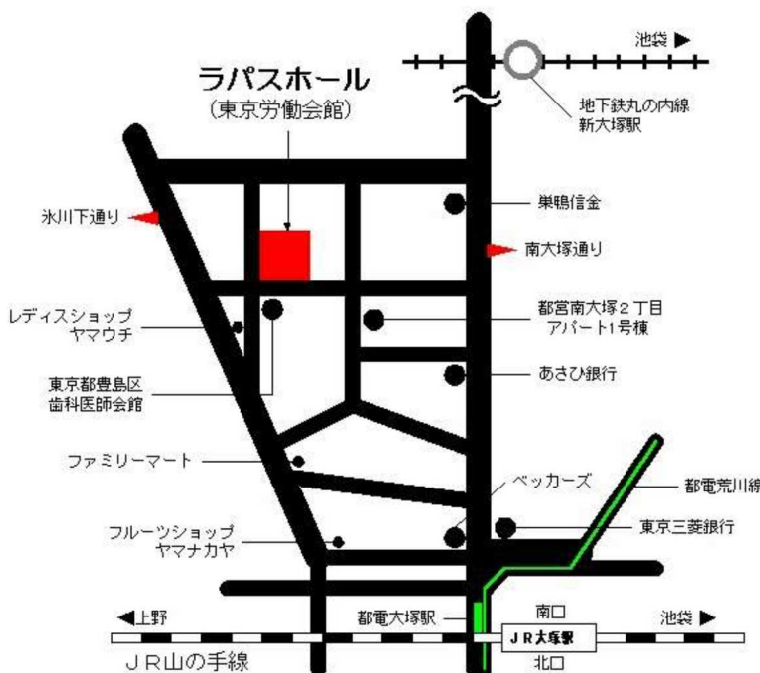 池袋 ▶
ラパスホール
(東京労働会館)
地下鉄丸の内線
新大塚駅
氷川下通り
巣鴨信金
南大塚通り
レディスショップ
ヤマウチ
都営南大塚2丁目
アパート1号棟
東京都豊島区
歯科医師会館
あさひ銀行
ファミリーマート
ベッカーズ
都電荒川線
フルーツショップ
ヤマナカヤ
東京三菱銀行
◀上野
都電大塚駅
南口
池袋 ▶
JR大塚駅
JR山の手線
北口